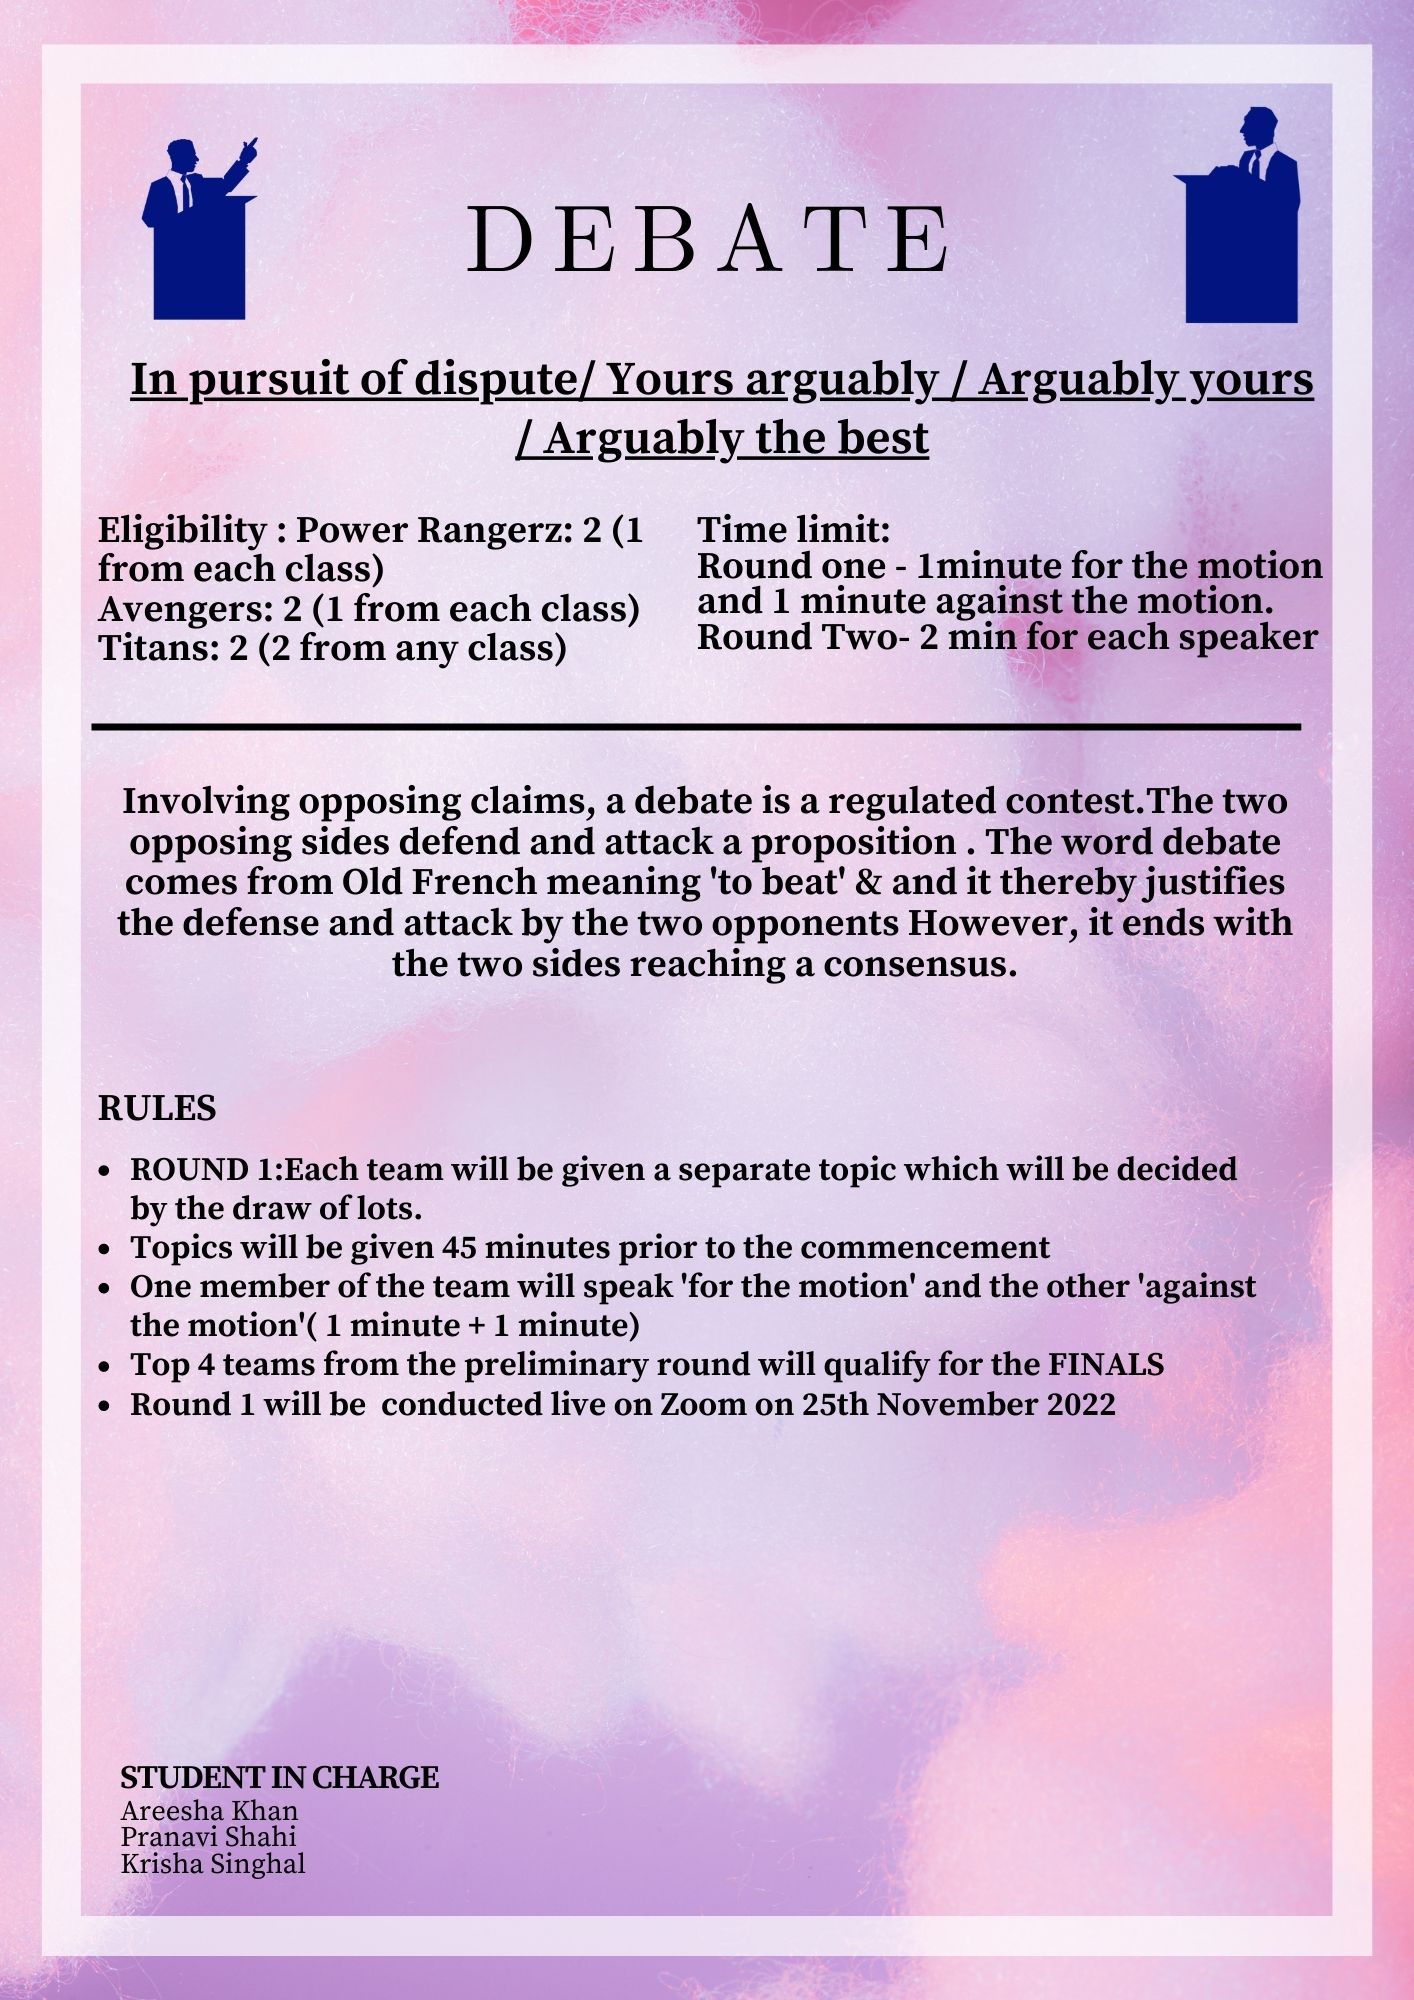 DEBATE
In pursuit of dispute/ Yours arguably / Arguably yours
/ Arguably the best
Eligibility : Power Rangerz: 2 (1
from each class)
Avengers: 2 (1 from each class)
Titans: 2 (2 from any class)
Time limit:
Round one - 1minute for the motion
and 1 minute against the motion.
Round Two- 2 min for each speaker
Involving opposing claims, a debate is a regulated contest.The two
opposing sides defend and attack a proposition . The word debate
comes from Old French meaning 'to beat' & and it thereby justifies
the defense and attack by the two opponents However, it ends with
the two sides reaching a consensus.
RULES
• ROUND 1:Each team will be given a separate topic which will be decided
by the draw of lots.
• Topics will be given 45 minutes prior to the commencement
• One member of the team will speak 'for the motion' and the other 'against
the motion'( 1 minute + 1 minute)
• Top 4 teams from the preliminary round will qualify for the FINALS
• Round 1 will be  conducted live on Zoom on 25th November 2022
STUDENT IN CHARGE
Areesha Khan
Pranavi Shahi
Krisha Singhal